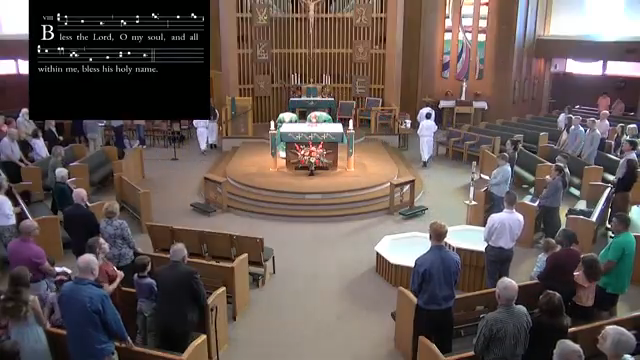 VIII
Bless the Lord, O my soul, and all
within me, bless his holy name.